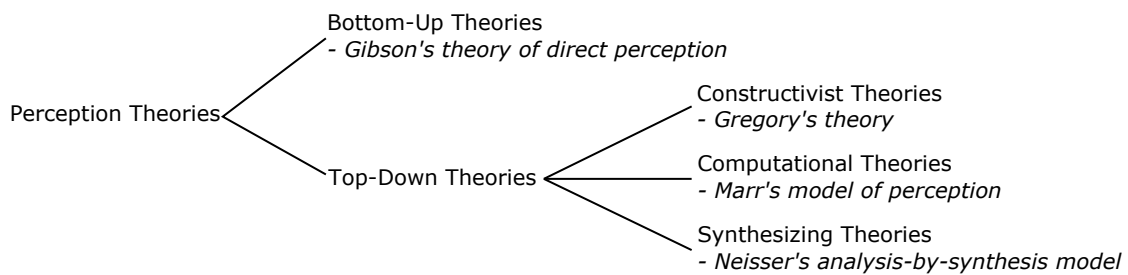 Bottom-Up Theories
- Gibson's theory of direct perception
Perception Theories
Top-Down Theories
Constructivist Theories
- Gregory's theory
Computational Theories
- Marr's model of perception
Synthesizing Theories
- Neisser's analysis-by-synthesis model